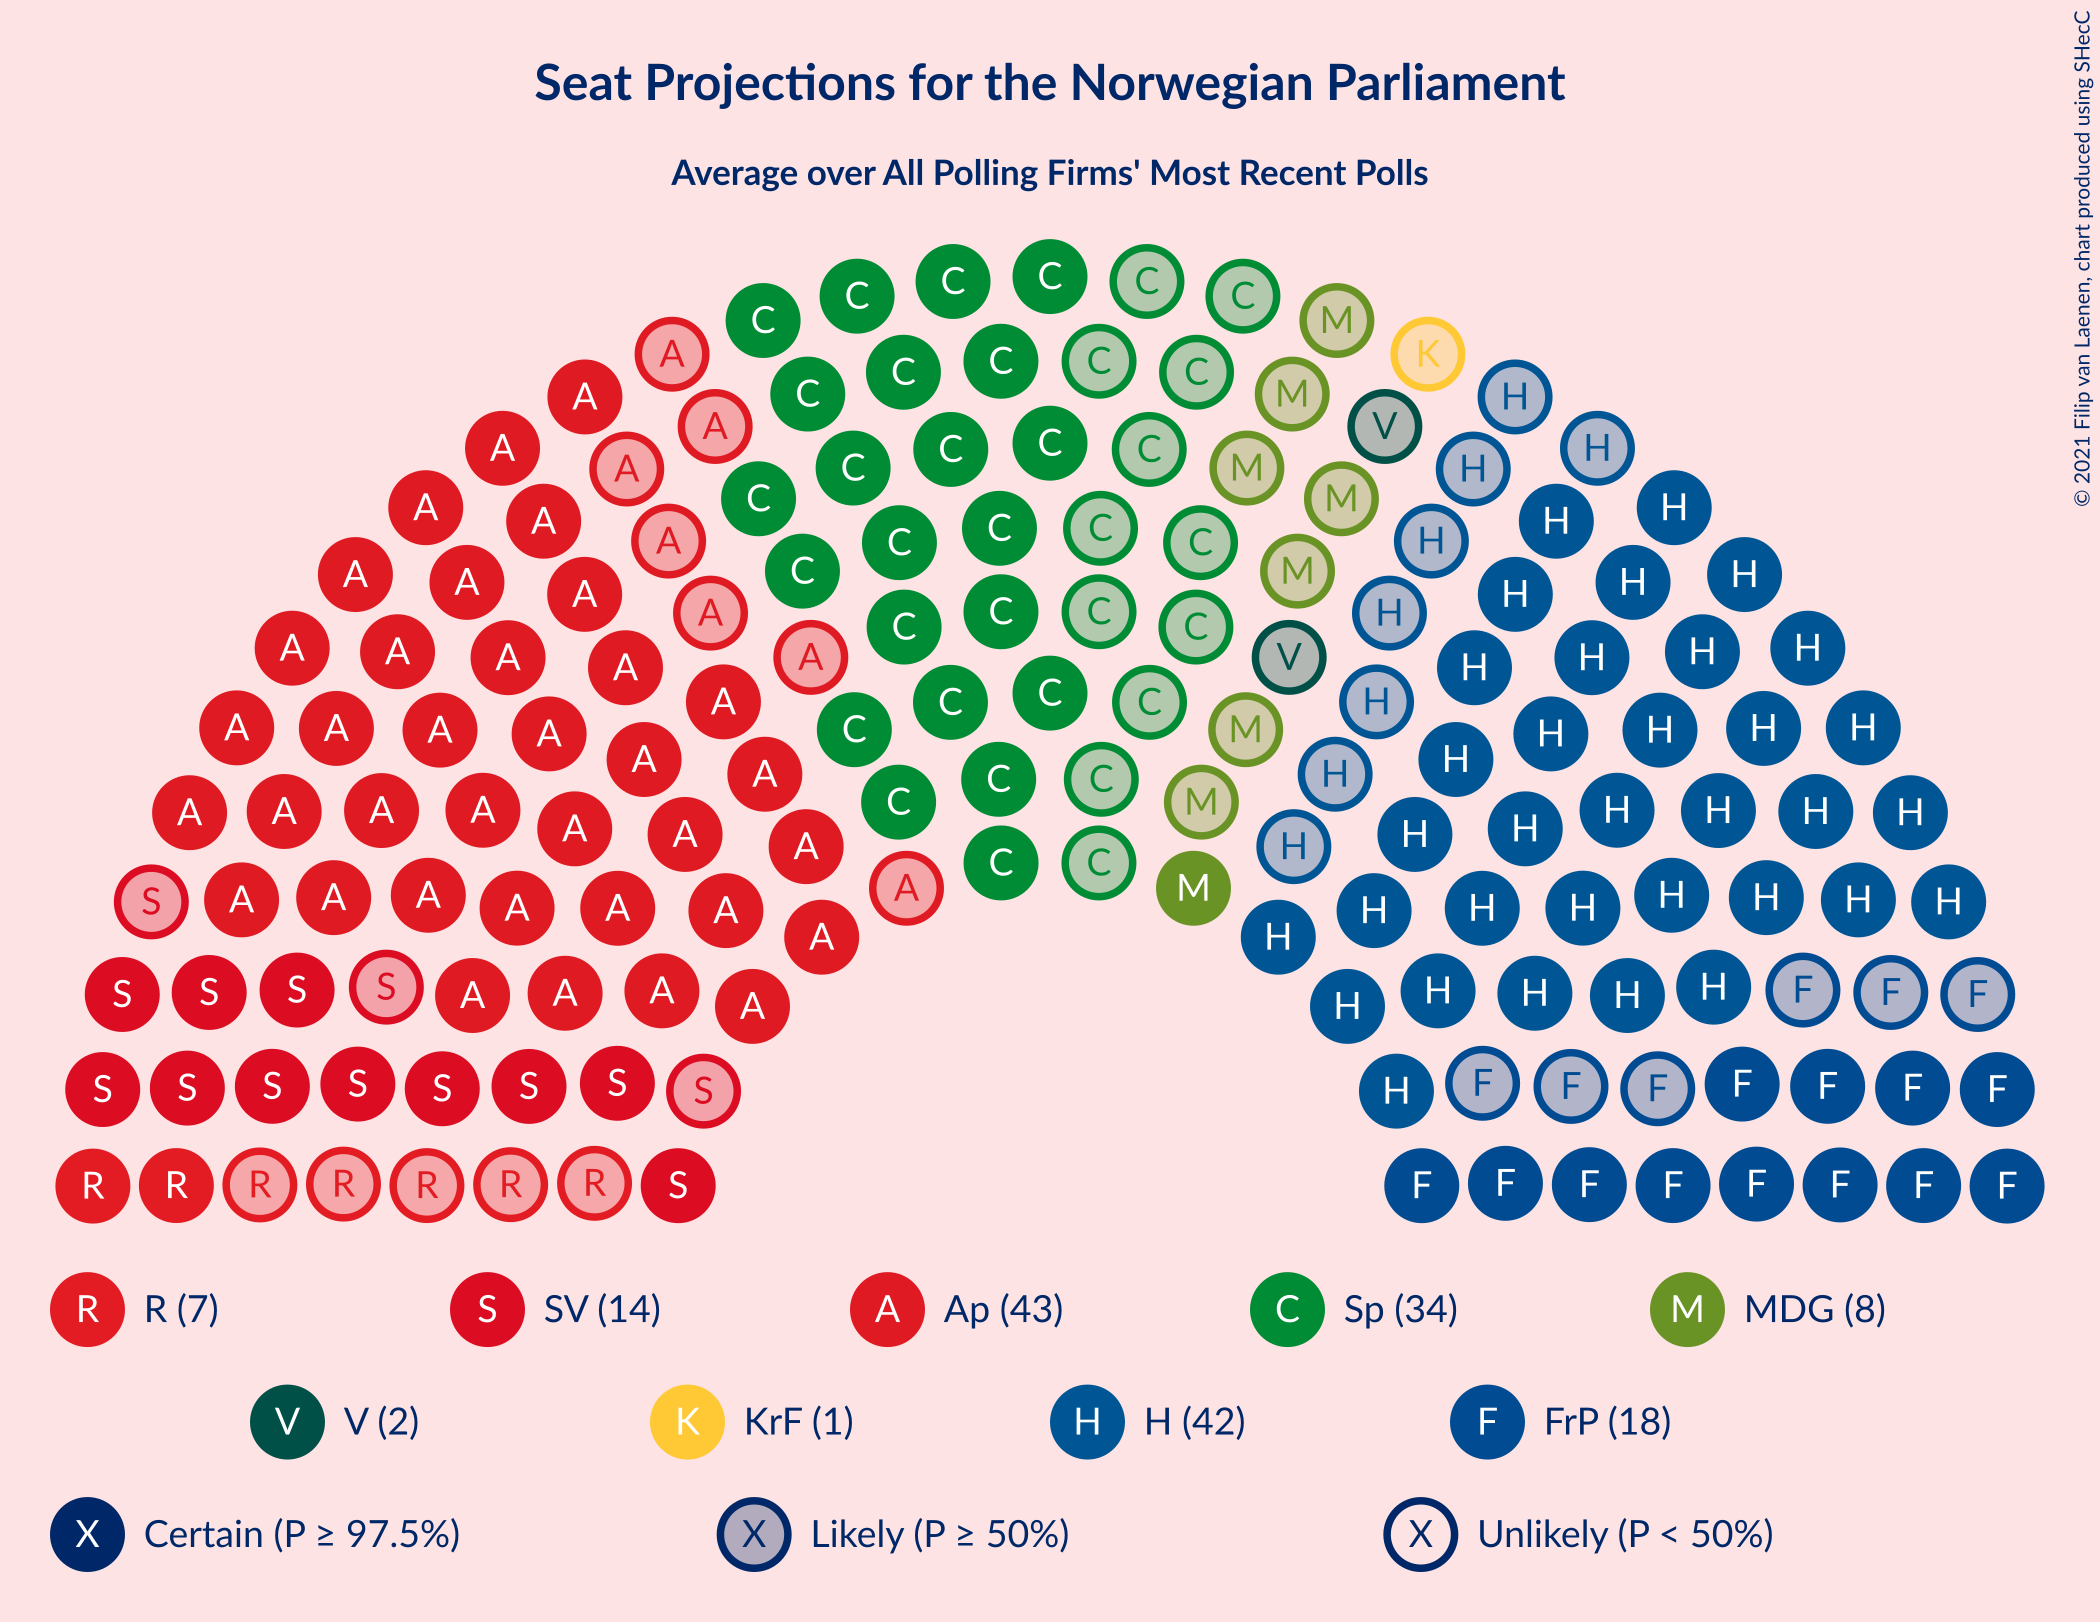 Seat Projections for the Norwegian Parliament
Average over All Polling Firms' Most Recent Polls
© 2021 Filip van Laenen, chart produced using SHecC
C C C C C C
C M
A K
C C C C C
A C M H
A V
C C C C H
A C M
A H
A C M H
C C C C H H
A A C M H H
A A H
C C C C
A A C V H H
A A A H H H
A A C C C C H H H
A A A A C M H H H H
A A A C C H H H
A A A A A C M H H H H H
A A A C C H H H
S A A A A A A A M H H H H H H H H
A H
S S S S A A A A H H H H H F F F
S S S S S S S S H F F F F F F F
R R R R R R R S F F F F F F F F
R R (7) S SV (14) A Ap (43) C Sp (34) M MDG (8)
V V (2) K KrF (1) H H (42) F FrP (18)
X Certain (P ≥ 97.5%) X Likely (P ≥ 50%) X Unlikely (P < 50%)